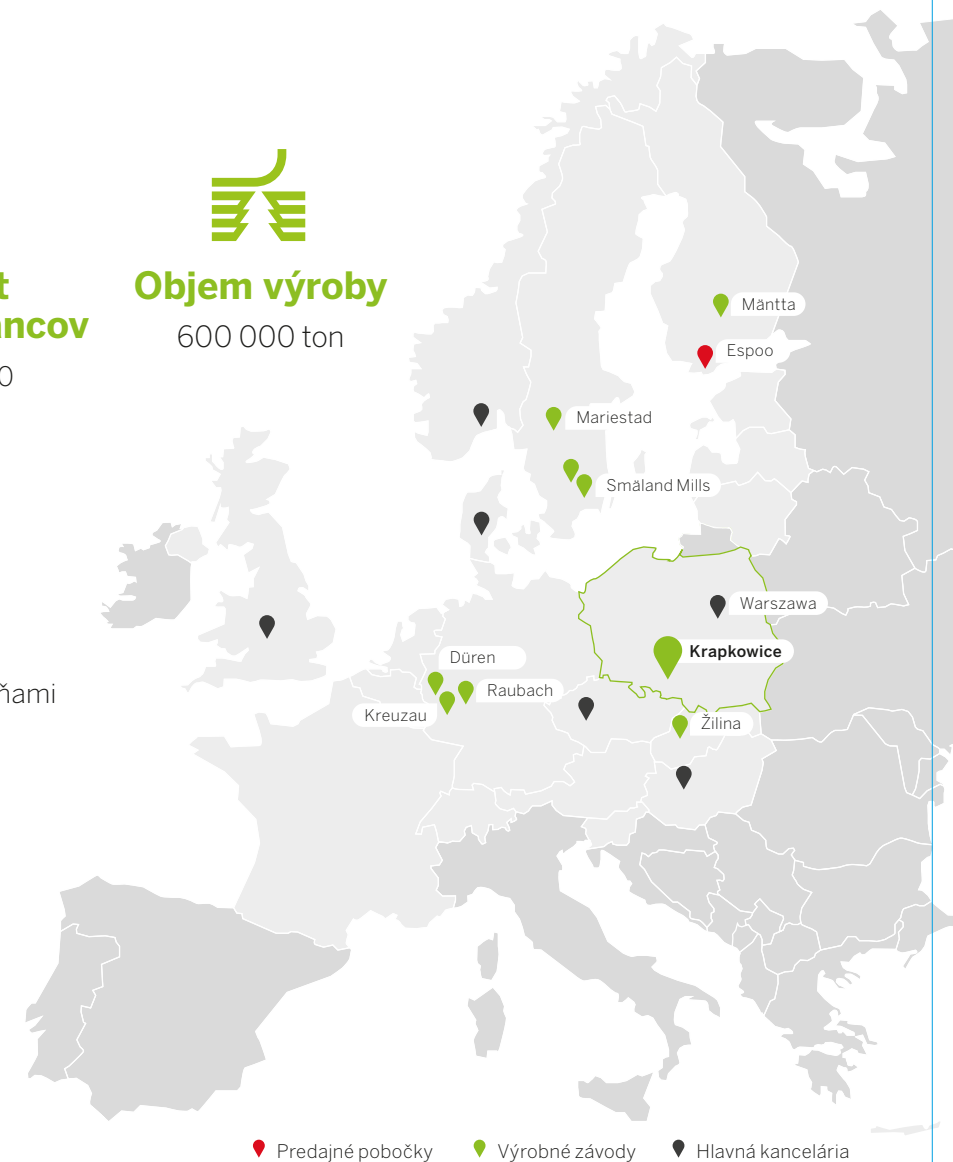 t
ancov
0
Objem výroby
600 000 ton
ňami
Mäntta
Espoo
Mariestad
Småland Mills
Warszawa
Krapkowice
Düren
Raubach
Kreuzau
Žilina
Predajné pobočky
Výrobné závody
Hlavná kancelária